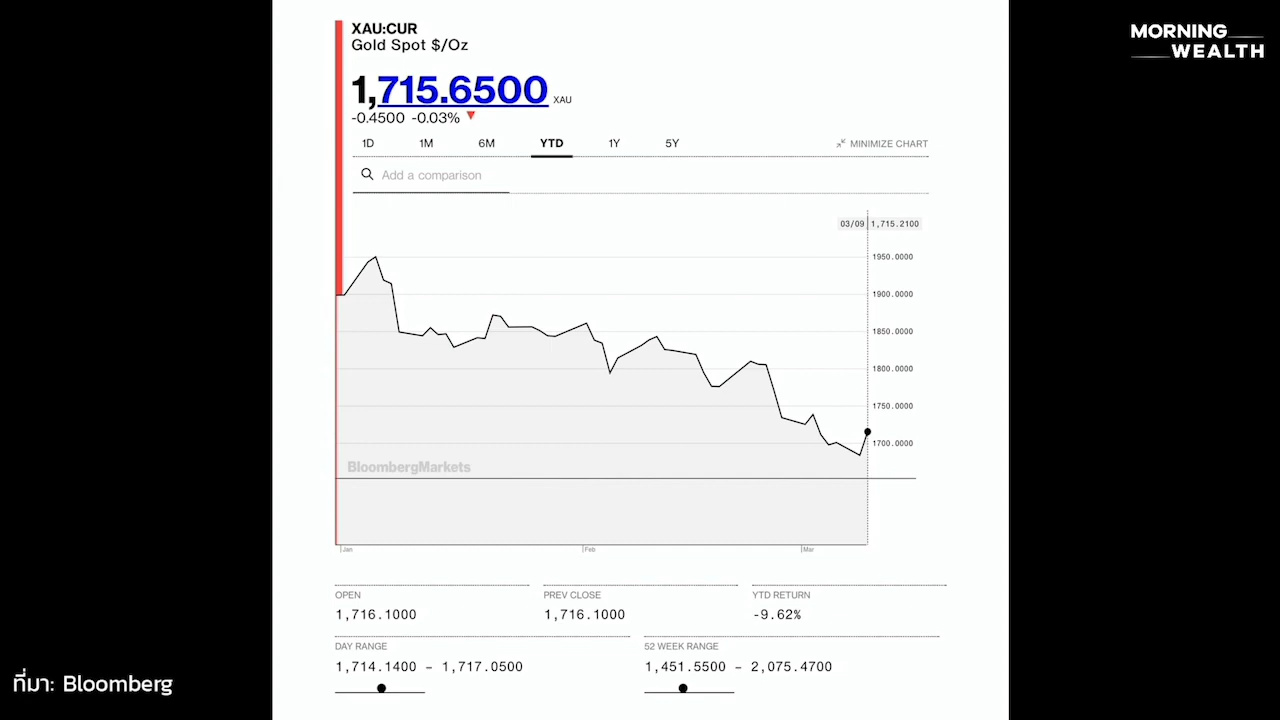 MORNING
WEALTH
XAU:CUR
Gold Spot $/Oz
1,715.6500 XAU
-0.4500 -0.03%
1D 1M 6M YTD 1Y 5Y MINIMIZE CHART
Add a comparison
03/09 1,715.2100
1950.0000
1900.0000
1850.0000
1800.0000
1750.0000
1700.0000
BloombergMarkets
Jan Feb Mar
OPEN PREV CLOSE YTD RETURN
1,716.1000 1,716.1000 -9.62%
DAY RANGE 52 WEEK RANGE
1,714.1400 – 1,717.0500 1,451.5500 – 2,075.4700
ที่มา: Bloomberg